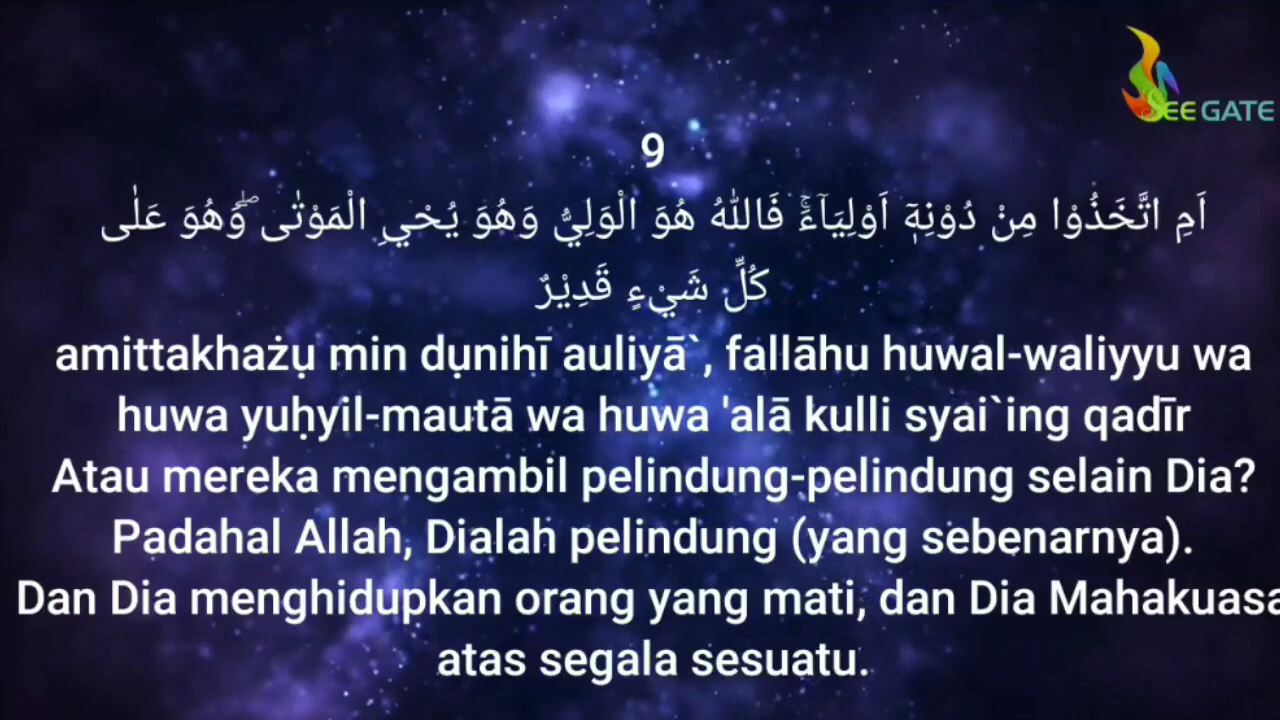 SEE GATE
9
اَمِ اتَّخَذُوْا مِنْ دُوْنِهٖٓ اَوْلِيَاۤءَۚ فَاللّٰهُ هُوَ الْوَلِيُّ وَهُوَ يُحْيِ الْمَوْتٰى ۖوَهُوَ عَلٰى
كُلِّ شَيْءٍ قَدِيْرٌ
amittakhażụ min dụnihī auliyā`, fallāhu huwal-waliyyu wa
huwa yuḥyil-mautā wa huwa 'alā kulli syai`ing qadīr
Atau mereka mengambil pelindung-pelindung selain Dia?
Padahal Allah, Dialah pelindung (yang sebenarnya).
Dan Dia menghidupkan orang yang mati, dan Dia Mahakuasa
atas segala sesuatu.